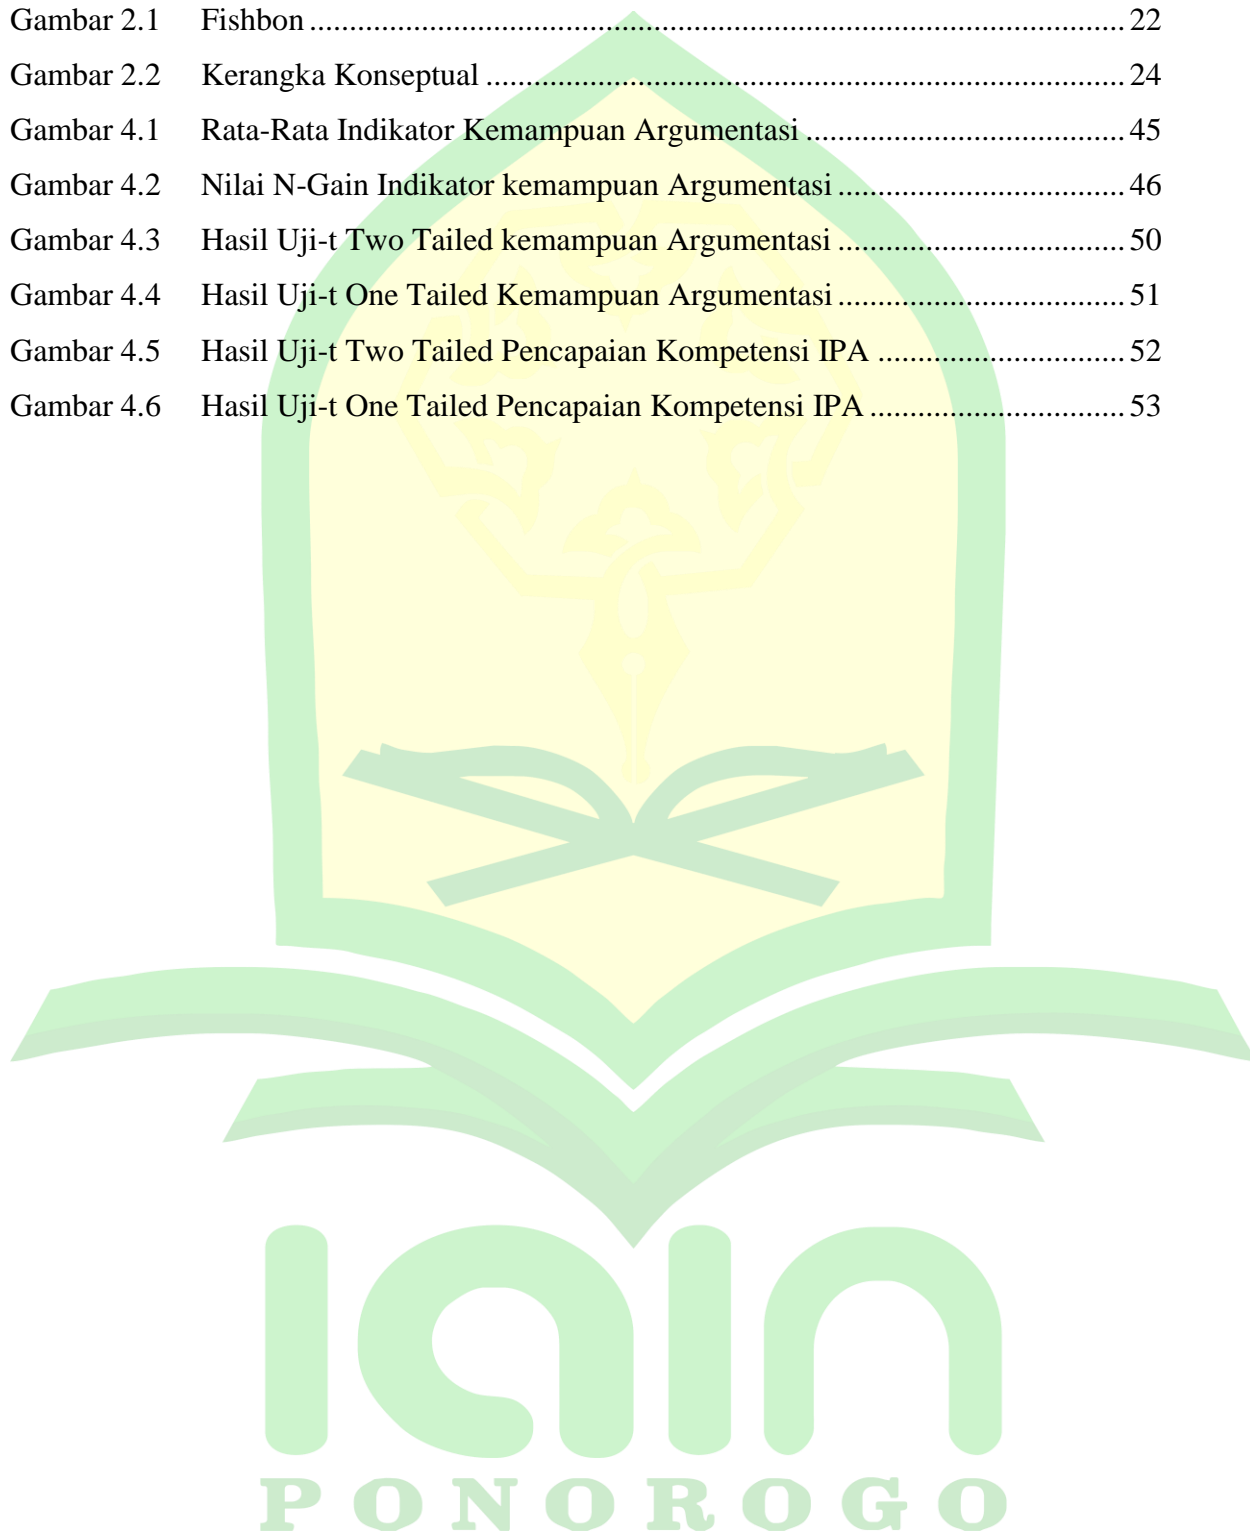 Gambar 2.1 Fishbon ........................................................................................................ 22
Gambar 2.2 Kerangka Konseptual ................................................................................ 24
Gambar 4.1 Rata-Rata Indikator Kemampuan Argumentasi ........................................ 45
Gambar 4.2 Nilai N-Gain Indikator kemampuan Argumentasi .................................... 46
Gambar 4.3 Hasil Uji-t Two Tailed kemampuan Argumentasi .................................... 50
Gambar 4.4 Hasil Uji-t One Tailed Kemampuan Argumentasi .................................... 51
Gambar 4.5 Hasil Uji-t Two Tailed Pencapaian Kompetensi IPA ............................... 52
Gambar 4.6 Hasil Uji-t One Tailed Pencapaian Kompetensi IPA ................................ 53
iain
PONOROGO